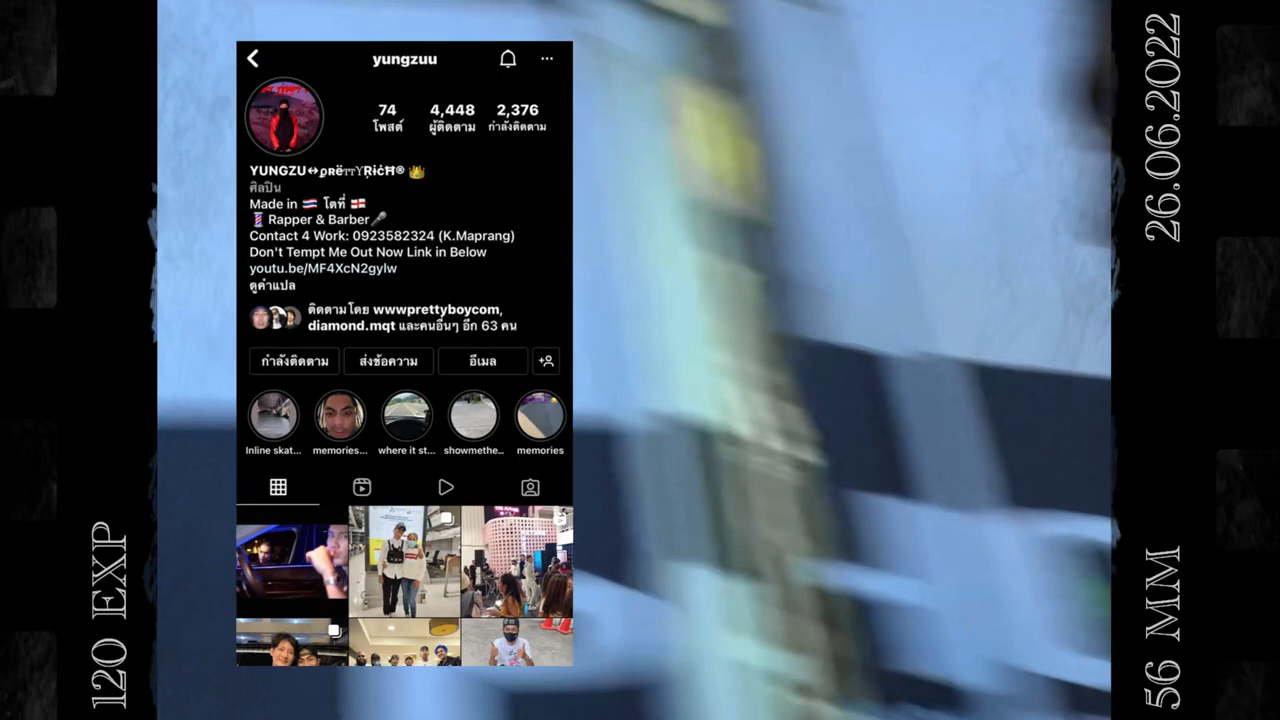 yungzuu
74 4,448 2,376
โพสต์ ผู้ติดตาม กำลังติดตาม
YUNGZU↔ρʀёттYŖɨċĦ® 👑
ศิลปิน
Made in 🇹🇭 โตที่ 🏴󠁧󠁢󠁥󠁮󠁧󠁿
💈 Rapper & Barber🎤
Contact 4 Work: 0923582324 (K.Maprang)
Don't Tempt Me Out Now Link in Below
youtu.be/MF4XcN2gylw
ดูคำแปล
ติดตามโดย wwwprettyboycom,
diamond.mqt และคนอื่นๆ อีก 63 คน
กำลังติดตาม ส่งข้อความ อีเมล
Inline skat... memories... where it st... showmethe... memories
120 EXP
26.06.2022
56 MM